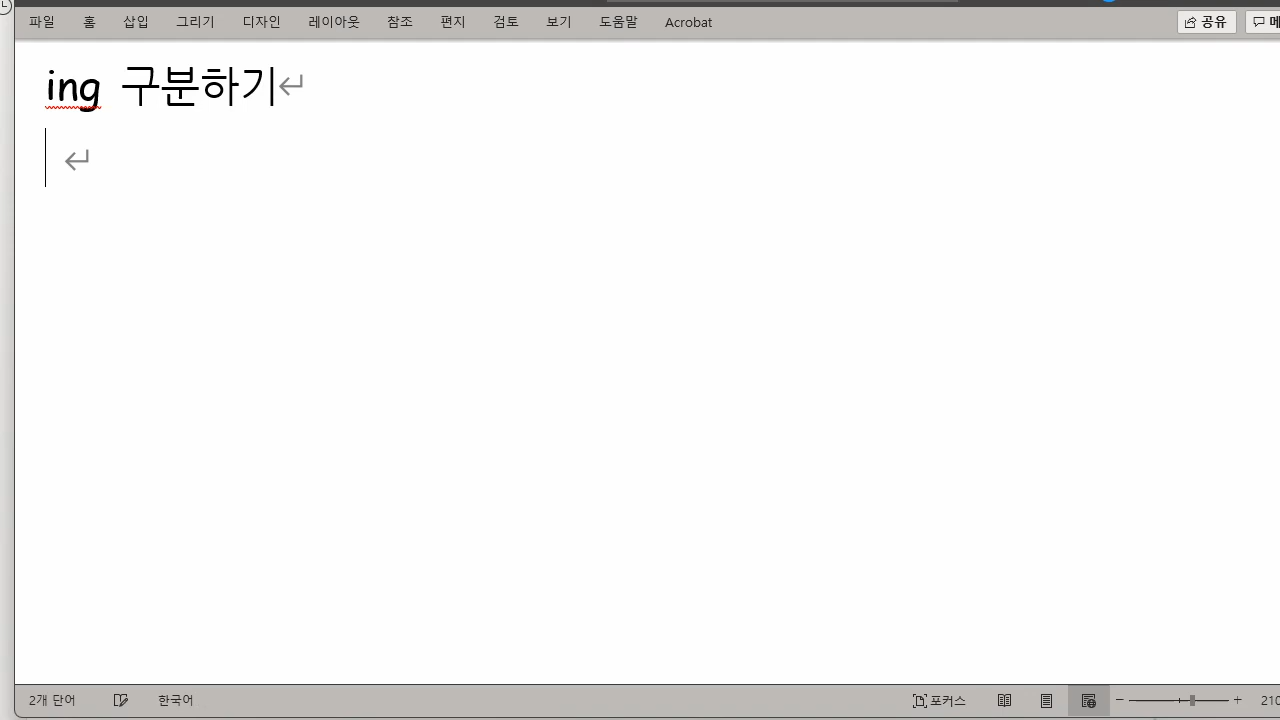 파일 홈 삽입 그리기 디자인 레이아웃 참조 편지 검토 보기 도움말 Acrobat 공유 메
ing 구분하기
2개 단어 한국어 포커스 210